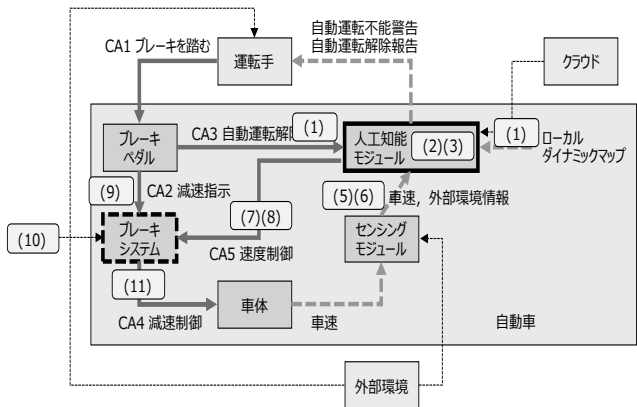 自動運転不能警告
自動運転解除報告
CA1 ブレーキを踏む
運転手
クラウド
ブレーキ
ペダル
CA3 自動運転解除
(1)
人工知能
モジュール
(2)(3)
(1)
ローカル
ダイナミックマップ
(9)
CA2 減速指示
(5)(6)
車速，外部環境情報
(7)(8)
(10)
ブレーキ
システム
CA5 速度制御
センシング
モジュール
(11)
CA4 減速制御
車体
車速
自動車
外部環境